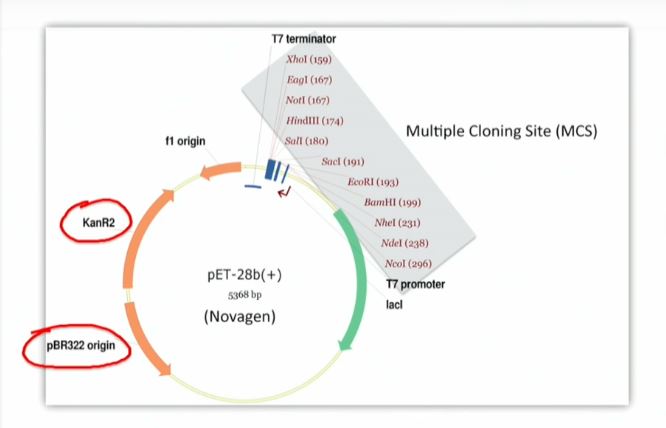 T7 terminator
XhoI (159)
EagI (167)
NotI (167)
HindIII (174)
SalI (180)
SacI (191)
EcoRI (193)
BamHI (199)
NheI (231)
NdeI (238)
NcoI (296)
T7 promoter
lacI
Multiple Cloning Site (MCS)
f1 origin
KanR2
pBR322 origin
pET-28b(+)
5368 bp
(Novagen)